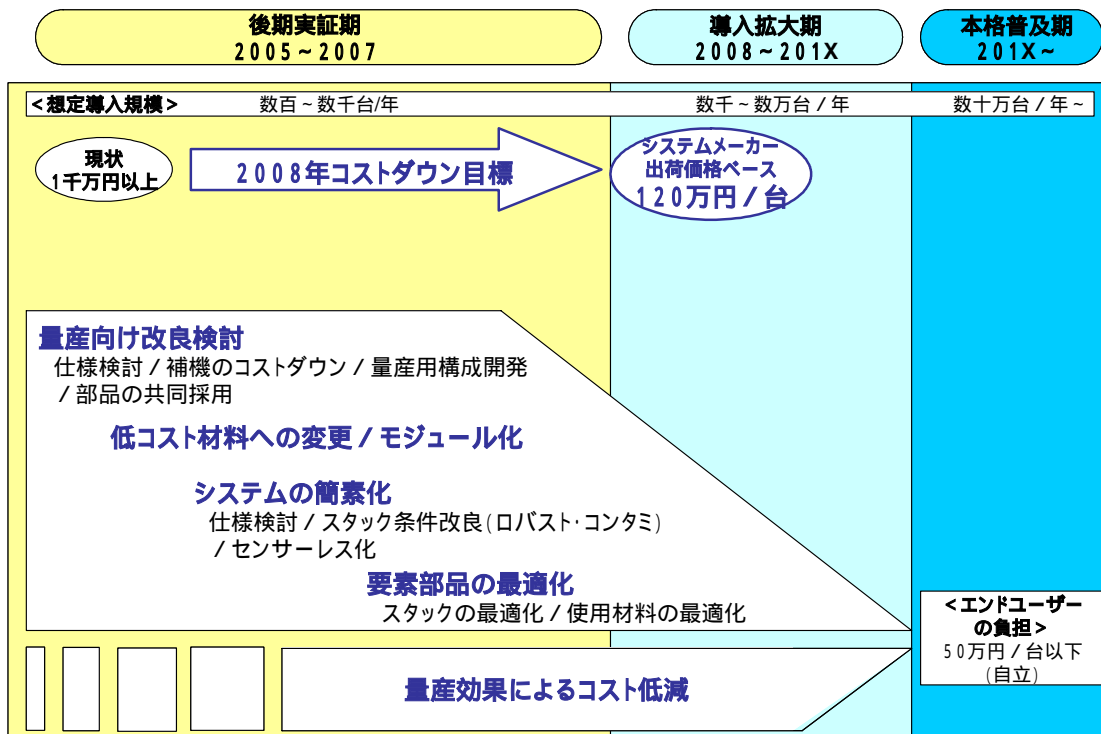 後期実証期
2005~2007
導入拡大期
2008~201X
本格普及期
201X~
<想定導入規模>
数百~数千台/年
数千~数万台/年
数十万台/年~
現状
1千万円以上
2008年コストダウン目標
システムメーカー
出荷価格ベース
120万円/台
量産向け改良検討
仕様検討/補機のコストダウン/量産用構成開発
/部品の共同採用
低コスト材料への変更/モジュール化
システムの簡素化
仕様検討/スタック条件改良(ロバスト・コンタミ)
/センサーレス化
要素部品の最適化
スタックの最適化/使用材料の最適化
<エンドユーザー
の負担>
50万円/台以下
(自立)
量産効果によるコスト低減